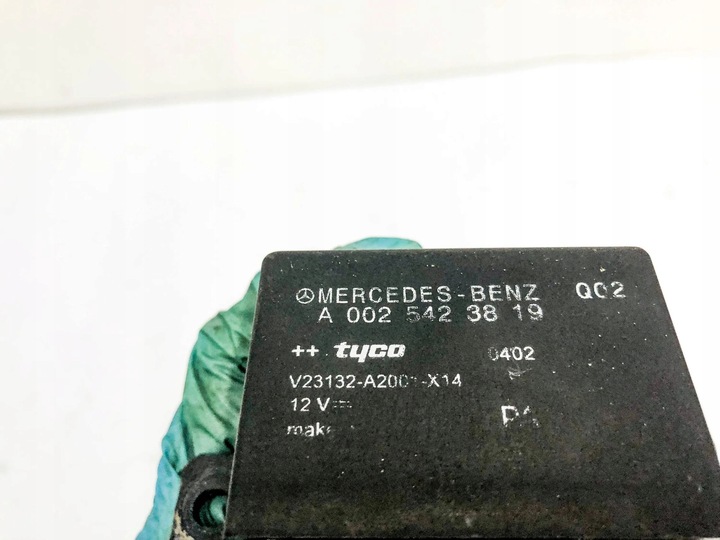 MERCEDES-BENZ Q02
A 002 542 38 19
++ tyco 0402
V23132-A2001-X14
12 V